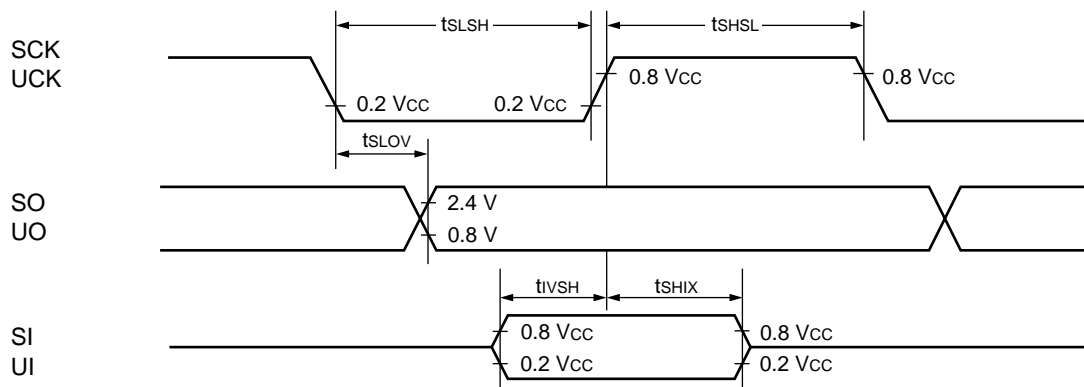 tSLSH
tSHSL
SCK
UCK
0.8 VCC
0.8 VCC
0.2 VCC
0.2 VCC
tSLOV
SO
UO
2.4 V
0.8 V
tIVSH
tSHIX
SI
UI
0.8 VCC
0.8 VCC
0.2 VCC
0.2 VCC